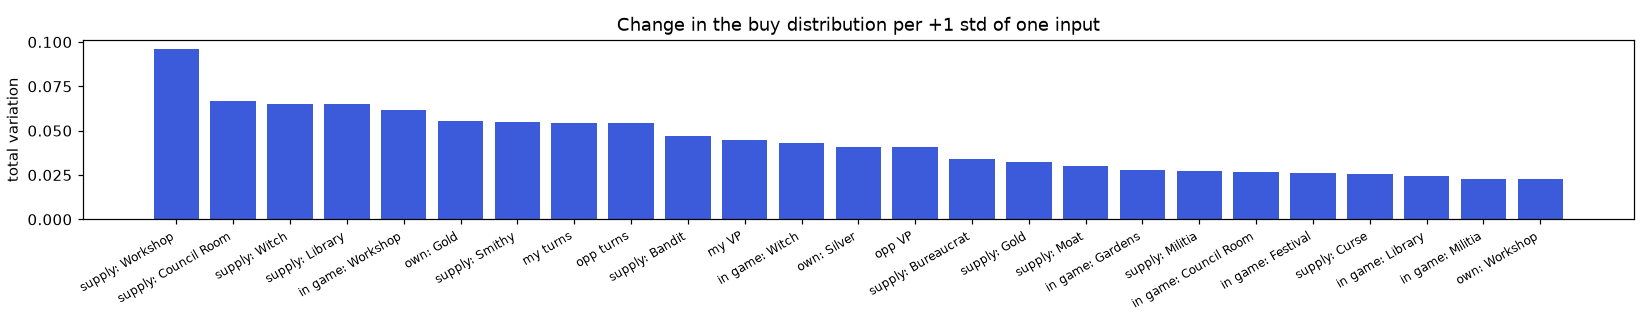 Change in the buy distribution per +1 std of one input
total variation
0.100
0.075
0.050
0.025
0.000
supply: Workshop
supply: Council Room
supply: Witch
supply: Library
in game: Workshop
own: Gold
supply: Smithy
my turns
opp turns
supply: Bandit
my VP
in game: Witch
own: Silver
opp VP
supply: Bureaucrat
supply: Gold
supply: Moat
in game: Gardens
supply: Militia
in game: Council Room
in game: Festival
supply: Curse
in game: Library
in game: Militia
own: Workshop